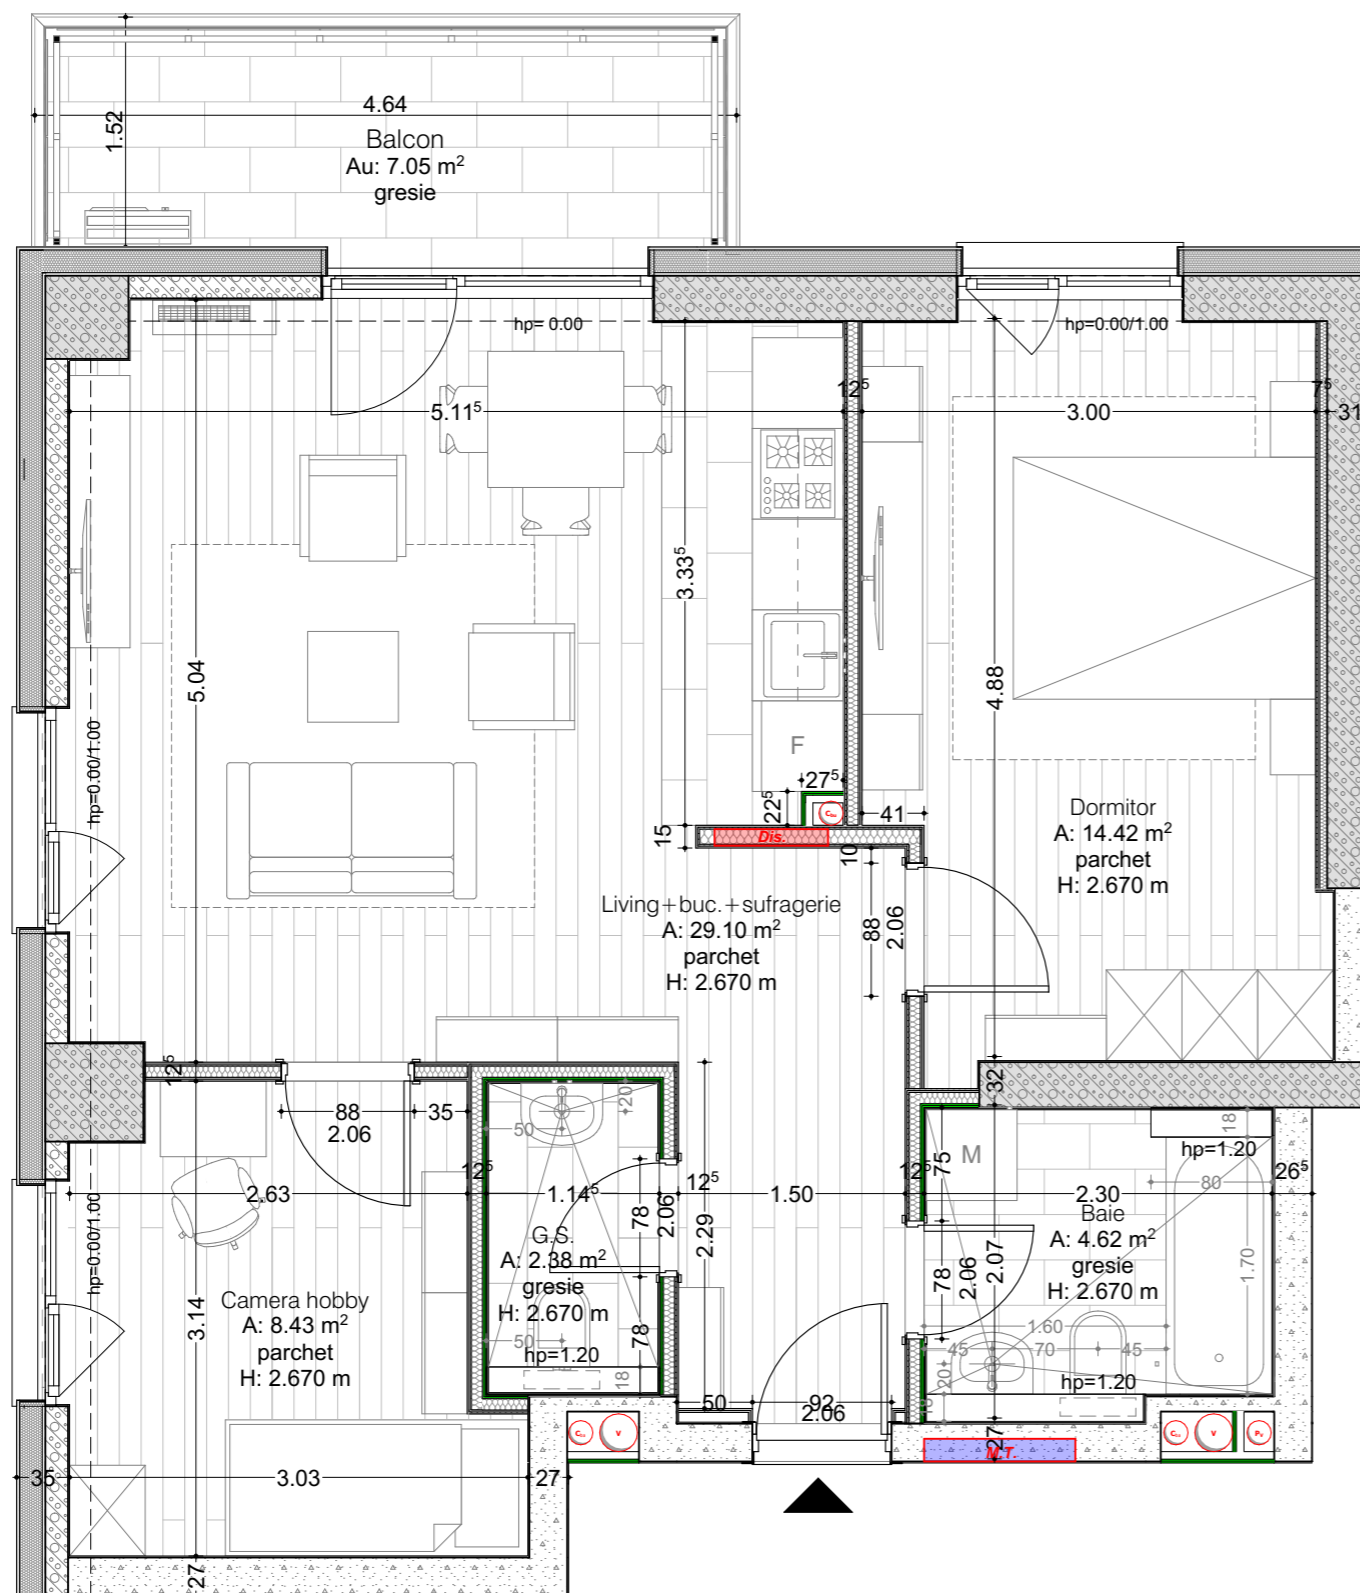 4.64
1.52
Balcon
Au: 7.05 m²
gresie
hp= 0.00
hp=0.00/1.00
5.11⁵
12⁵
3.00
7⁵
31
3.33⁵
5.04
4.88
hp=0.00/1.00
F
27⁵
22⁵
15
41
10
Dis.
Dormitor
A: 14.42 m²
parchet
H: 2.670 m
Living+buc.+sufragerie
A: 29.10 m²
parchet
H: 2.670 m
88
2.06
12⁵
88
2.06
35
32
20
50
M
75
18
hp=1.20
80
hp=0.00/1.00
2.63
12⁵
1.14⁵
12⁵
1.50
12⁵
2.30
26⁵
78
2.06
2.29
G.S.
A: 2.38 m²
gresie
H: 2.670 m
Baie
A: 4.62 m²
gresie
H: 2.670 m
78
2.06
2.07
1.70
3.14
Camera hobby
A: 8.43 m²
parchet
H: 2.670 m
50
78
hp=1.20
18
1.60
45
70
45
20
hp=1.20
18
50
92
2.06
V
V
27
M.T.
35
3.03
27
27